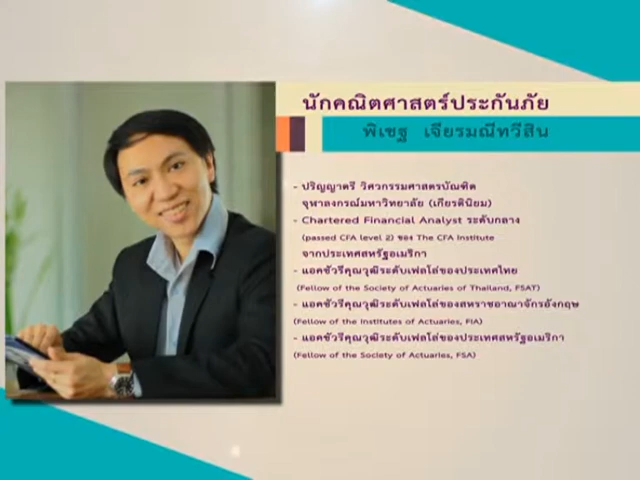 นักคณิตศาสตร์ประกันภัย
พิเชฐ เจียรมณีทวีสิน
- ปริญญาตรี วิศวกรรมศาสตรบัณฑิต
จุฬาลงกรณ์มหาวิทยาลัย (เกียรตินิยม)
- Chartered Financial Analyst ระดับกลาง
(passed CFA level 2) ของ The CFA Institute
จากประเทศสหรัฐอเมริกา
- แอคชัวรีคุณวุฒิระดับเฟลโล่ของประเทศไทย
(Fellow of the Society of Actuaries of Thailand, FSAT)
- แอคชัวรีคุณวุฒิระดับเฟลโล่ของสหราชอาณาจักรอังกฤษ
(Fellow of the Institutes of Actuaries, FIA)
- แอคชัวรีคุณวุฒิระดับเฟลโล่ของประเทศสหรัฐอเมริกา
(Fellow of the Society of Actuaries, FSA)